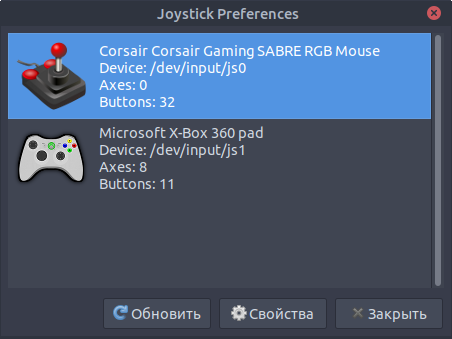 Joystick Preferences
Corsair Corsair Gaming SABRE RGB Mouse
Device: /dev/input/js0
Axes: 0
Buttons: 32
Microsoft X-Box 360 pad
Device: /dev/input/js1
Axes: 8
Buttons: 11
Обновить
Свойства
Закрыть